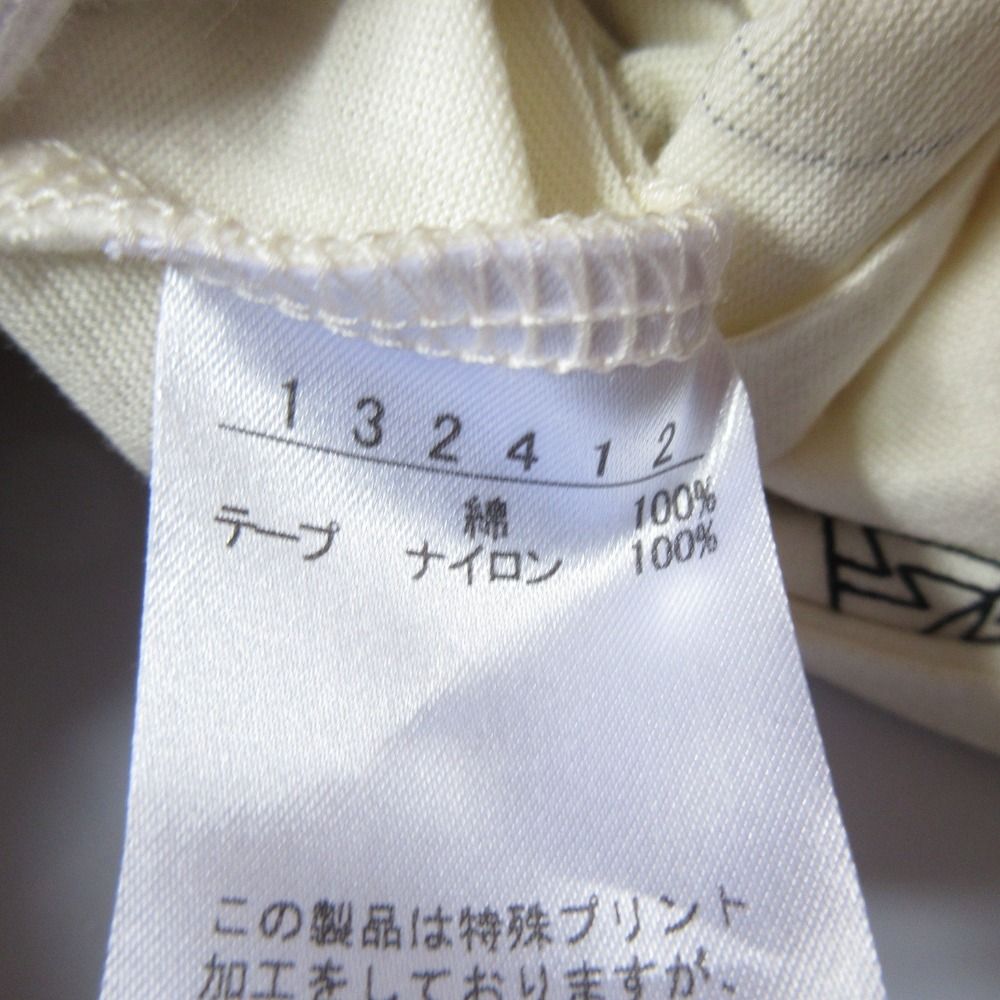 1 3 2 4 1 2
綿 100%
テープ ナイロン 100%
この製品は特殊プリント
加工をしておりますが、